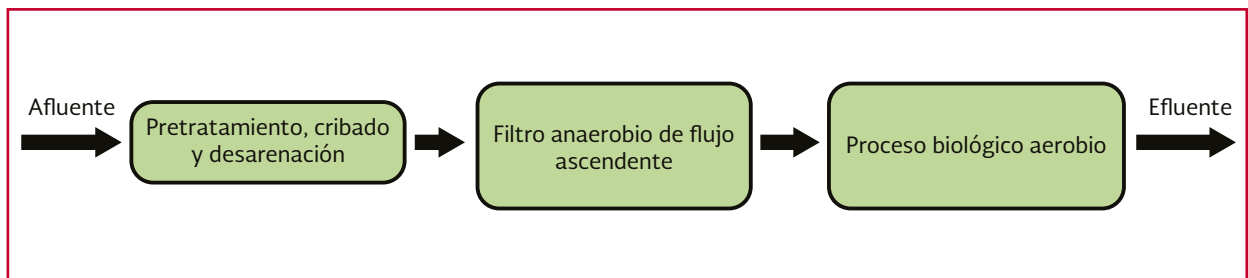 Afluente
Pretratamiento, cribado
y desarenación
Filtro anaerobio de flujo
ascendente
Proceso biológico aerobio
Efluente